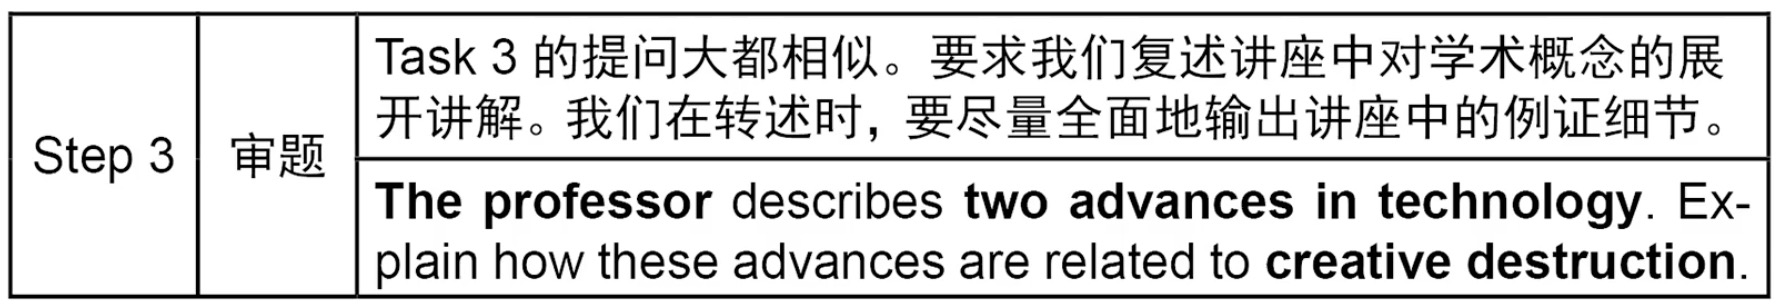 Step 3
审题
Task 3 的提问大都相似。要求我们复述讲座中对学术概念的展
开讲解。我们在转述时，要尽量全面地输出讲座中的例证细节。
The professor describes two advances in technology. Ex-
plain how these advances are related to creative destruction.